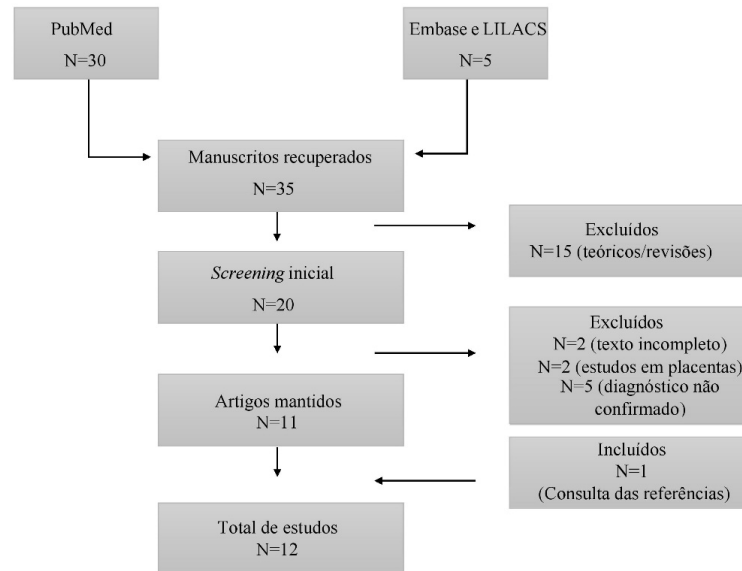 PubMed
N=30
Embase e LILACS
N=5
Manuscritos recuperados
N=35
Excluídos
N=15 (teóricos/revisões)
Screening inicial
N=20
Excluídos
N=2 (texto incompleto)
N=2 (estudos em placentas)
N=5 (diagnóstico não
confirmado)
Artigos mantidos
N=11
Incluídos
N=1
(Consulta das referências)
Total de estudos
N=12